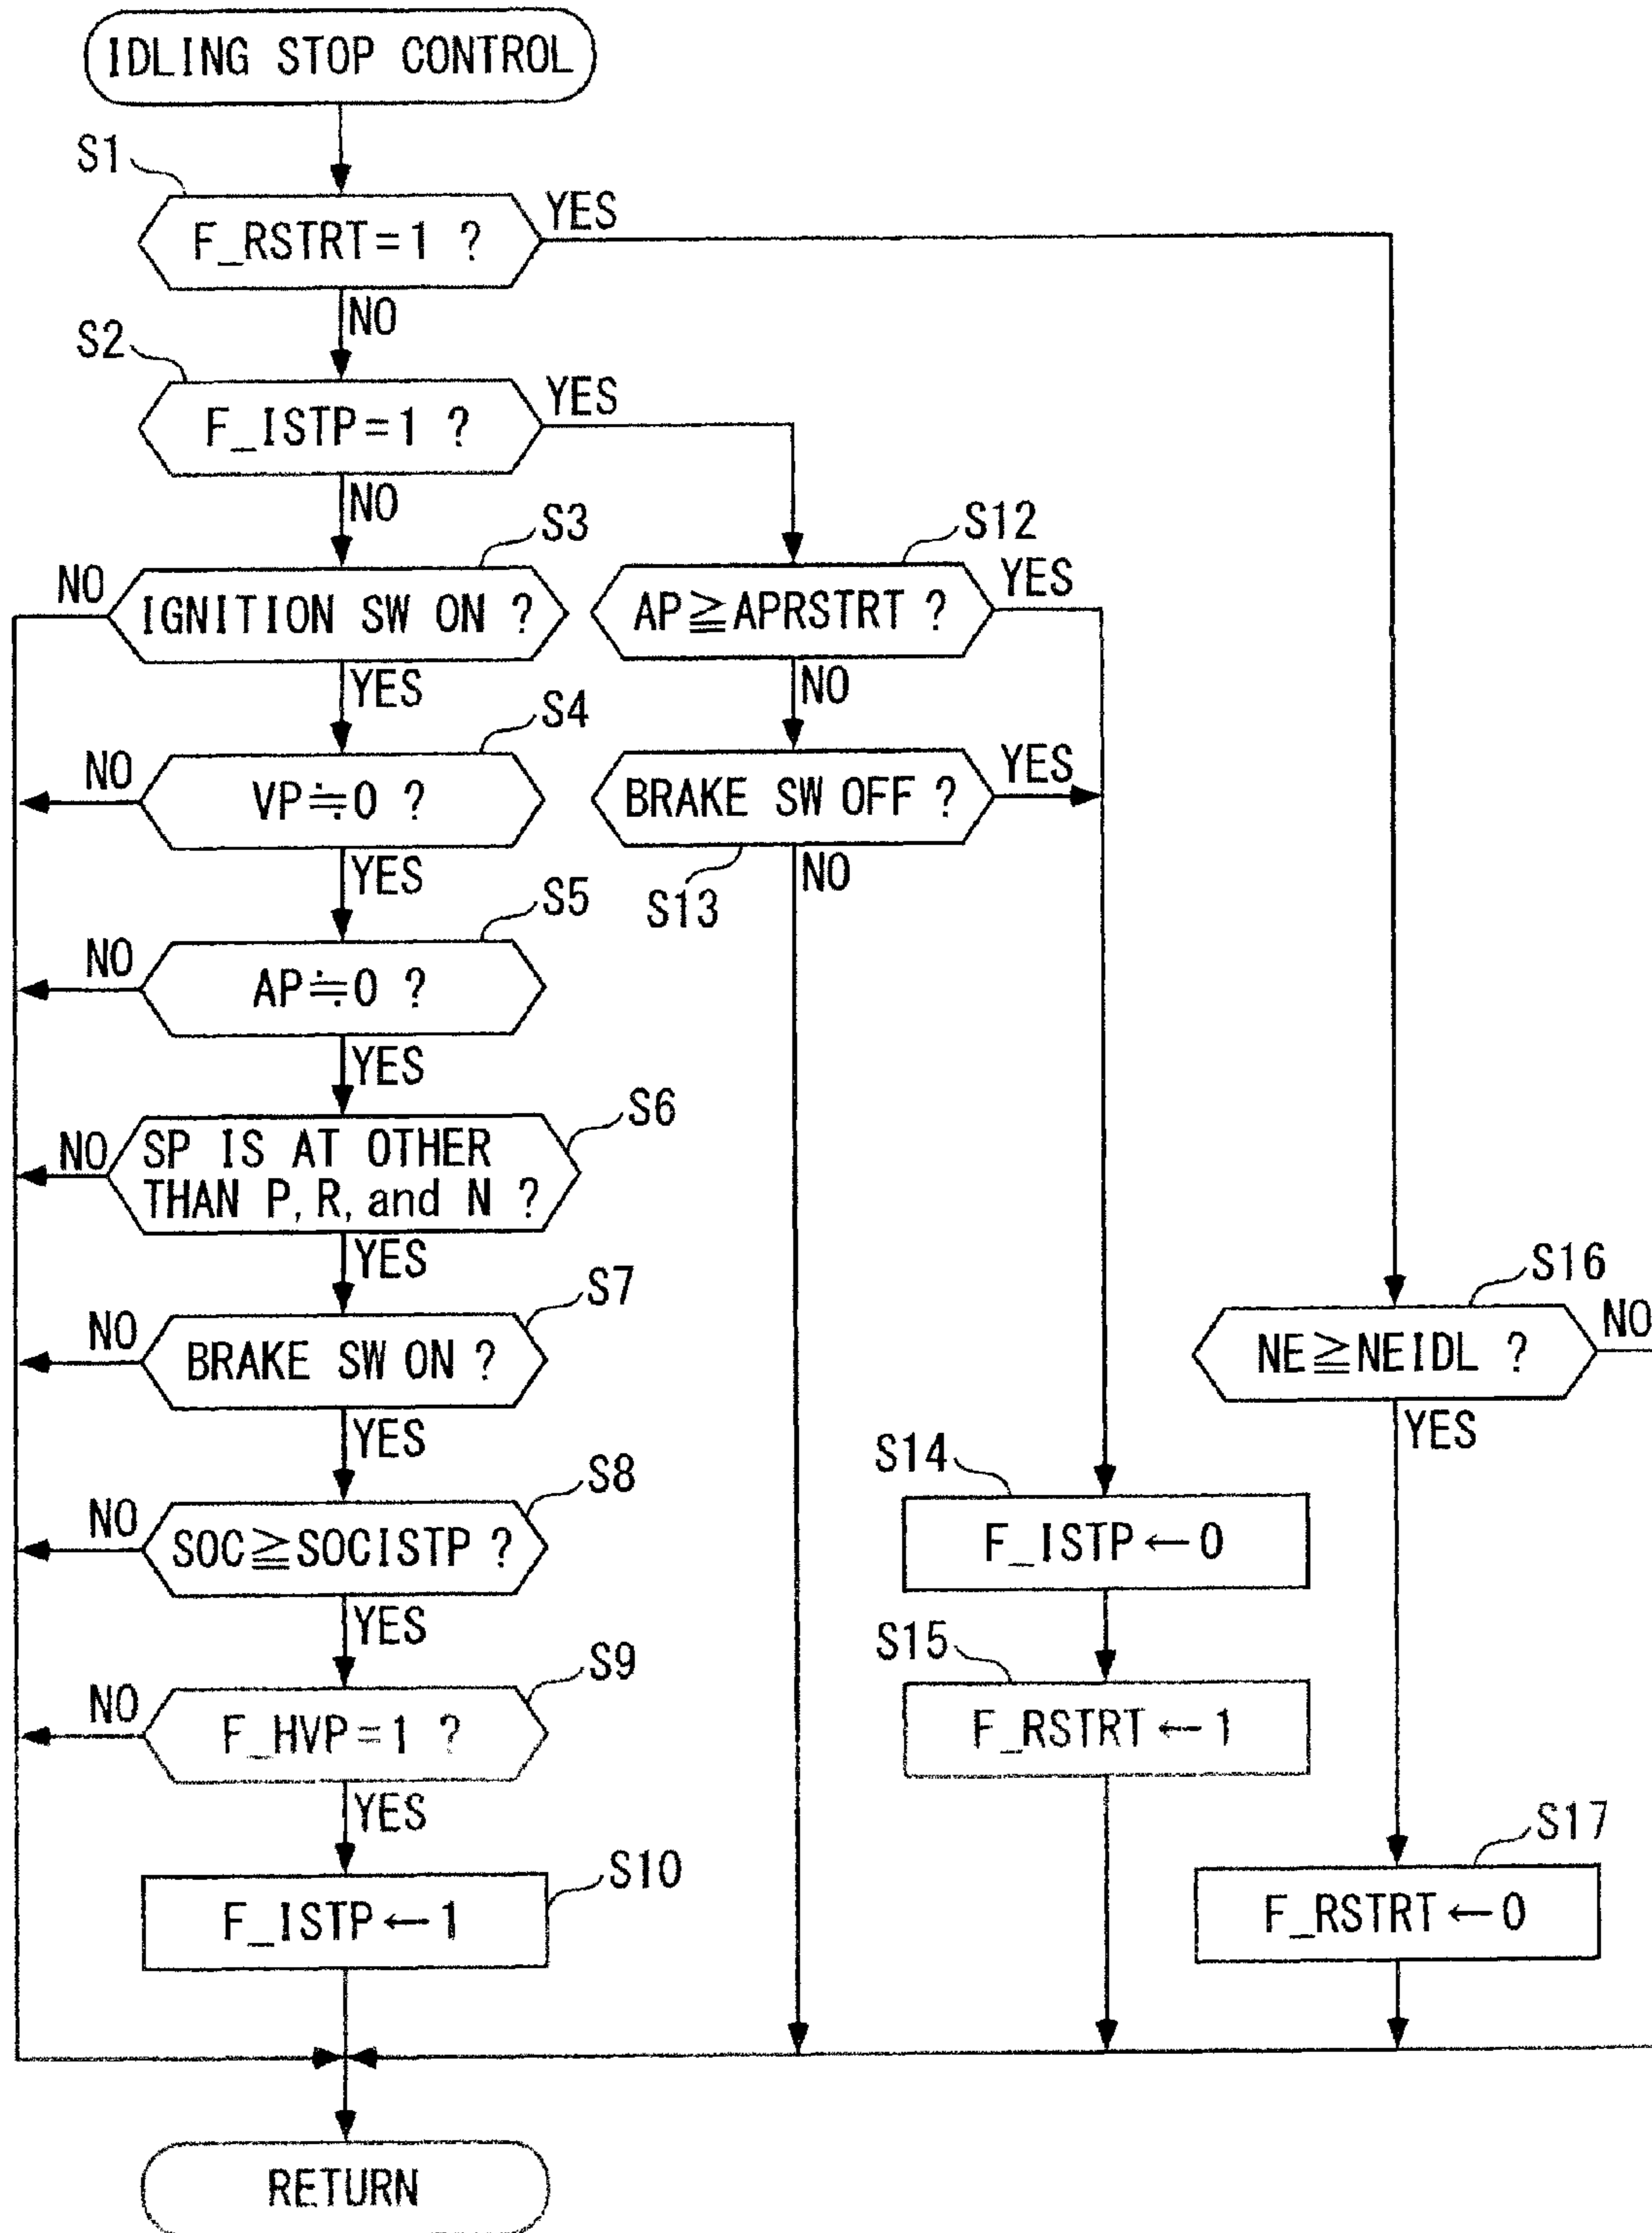 IDLING STOP CONTROL
S1
F_RSTRT=1 ?
YES
NO
S2
F_ISTP=1 ?
YES
NO
S3
IGNITION SW ON ?
NO
YES
S12
AP≧APRSTRT ?
YES
NO
S4
VP≒0 ?
NO
YES
BRAKE SW OFF ?
YES
NO
S13
S5
AP≒0 ?
NO
YES
S6
SP IS AT OTHER
THAN P, R, and N ?
NO
YES
S7
BRAKE SW ON ?
NO
YES
S16
NE≧NEIDL ?
NO
YES
S8
SOC≧SOCISTP ?
NO
YES
S14
F_ISTP←0
S9
F_HVP=1 ?
NO
YES
S15
F_RSTRT←1
S10
F_ISTP←1
S17
F_RSTRT←0
RETURN